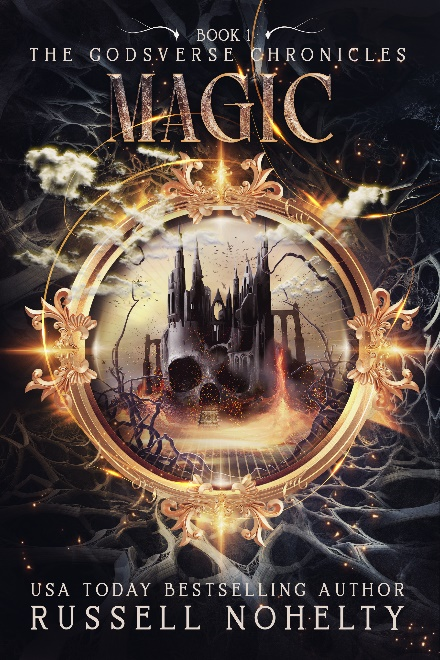 BOOK 1
THE GODSVERSE CHRONICLES
MAGIC
USA TODAY BESTSELLING AUTHOR
RUSSELL NOHELTY